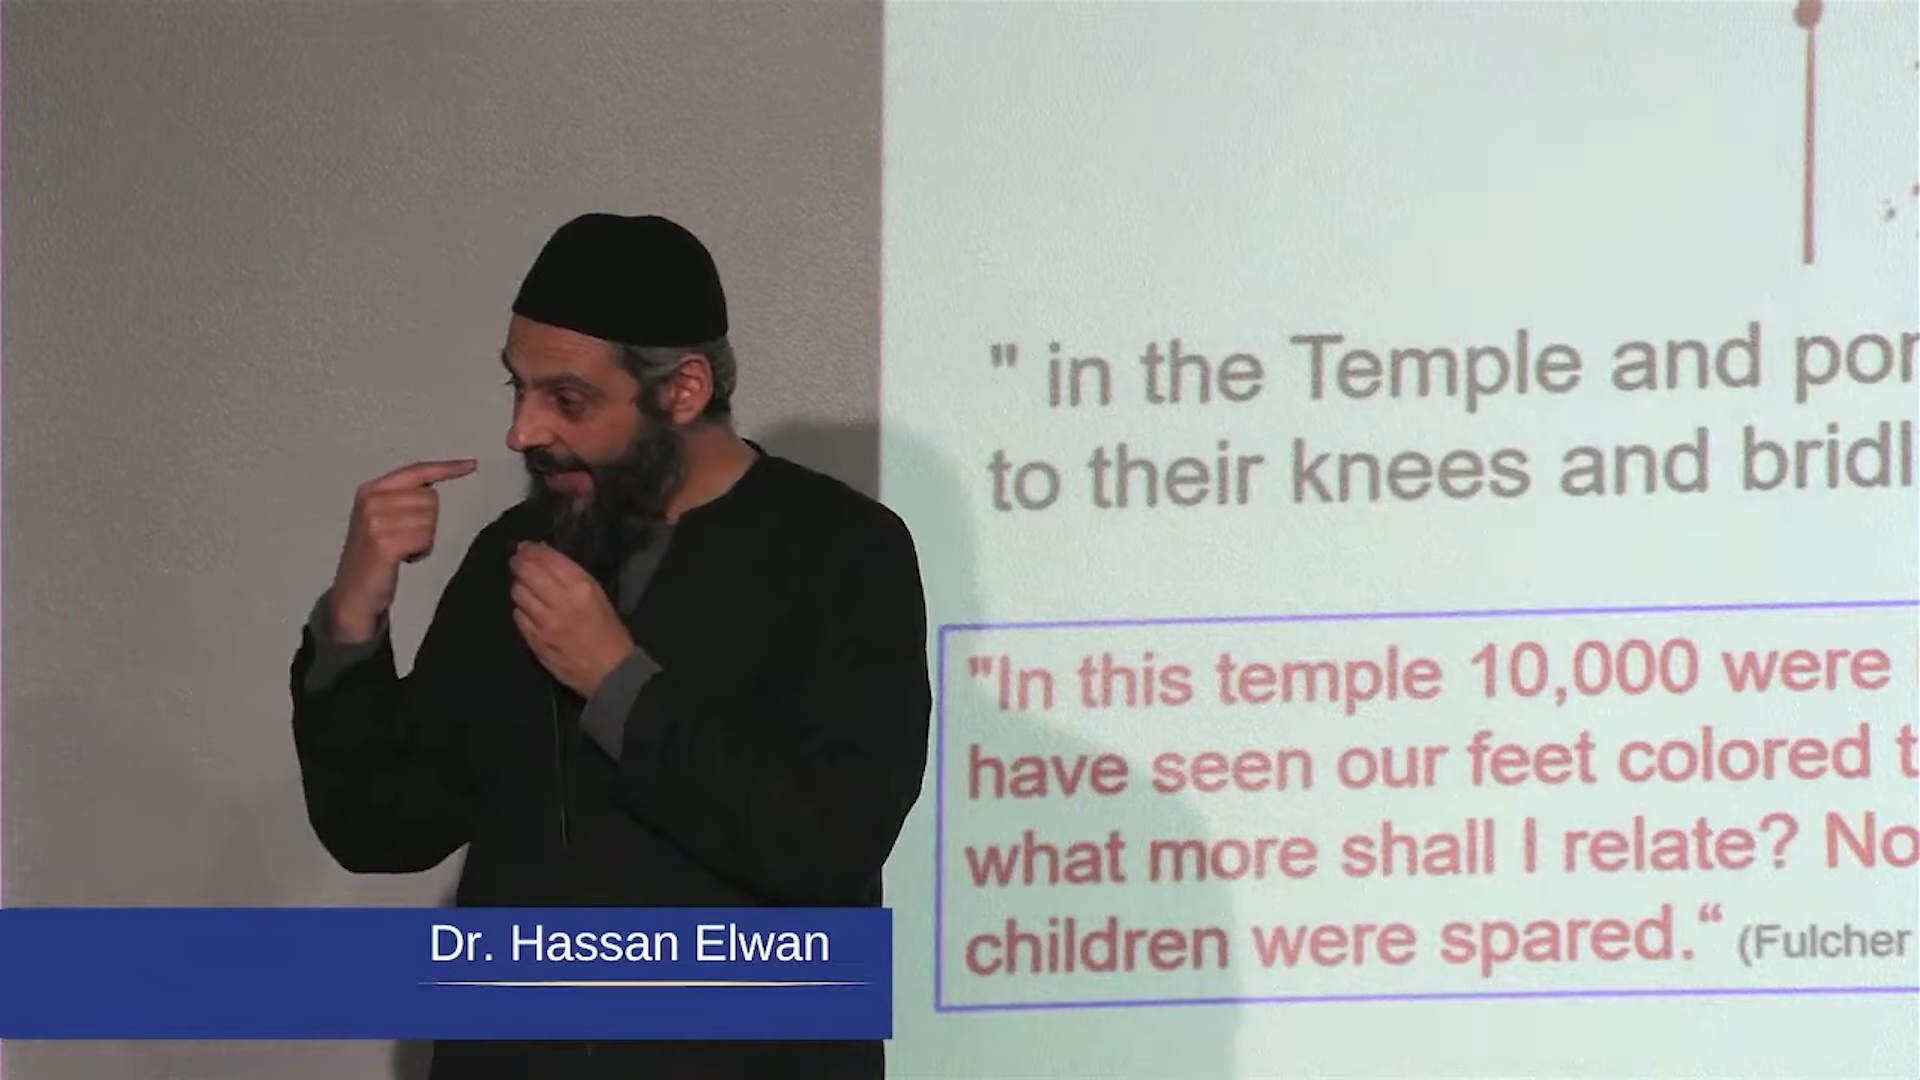 " in the Temple and por
to their knees and bridl
"In this temple 10,000 were
have seen our feet colored t
what more shall I relate? No
children were spared.“ (Fulcher
Dr. Hassan Elwan